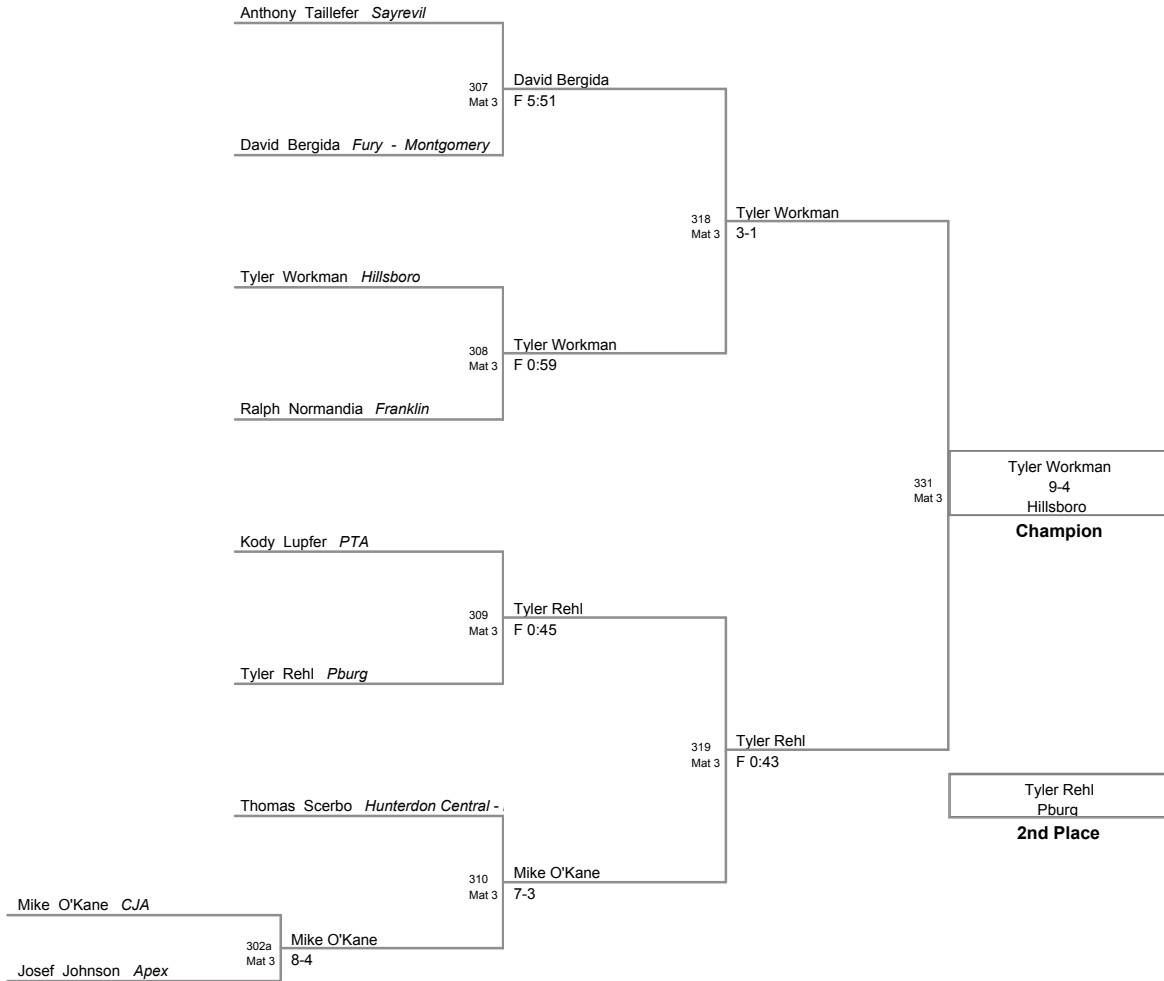 Anthony Taillefer Sayrevil
307
Mat 3
David Bergida
F 5:51
David Bergida Fury - Montgomery
318
Mat 3
Tyler Workman
3-1
Tyler Workman Hillsboro
308
Mat 3
Tyler Workman
F 0:59
Ralph Normandia Franklin
331
Mat 3
Tyler Workman
9-4
Hillsboro
Champion
Kody Lupfer PTA
309
Mat 3
Tyler Rehl
F 0:45
Tyler Rehl Pburg
319
Mat 3
Tyler Rehl
F 0:43
Tyler Rehl
Pburg
2nd Place
Thomas Scerbo Hunterdon Central -
310
Mat 3
Mike O'Kane
7-3
Mike O'Kane CJA
302a
Mat 3
Mike O'Kane
8-4
Josef Johnson Apex